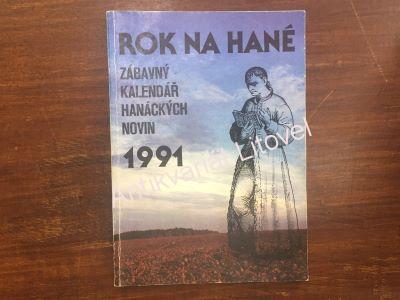 ROK NA HANÉ
ZÁBAVNÝ
KALENDÁŘ
HANÁCKÝCH
NOVIN
1991
Antikvariát Litovel